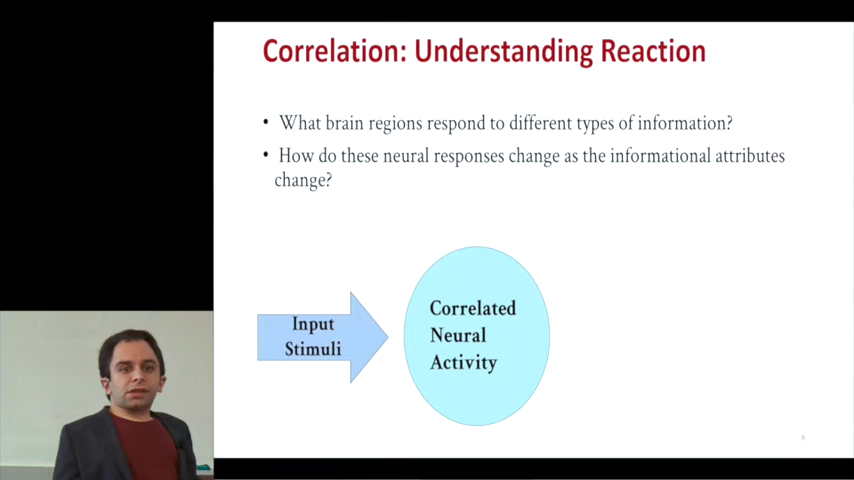 Correlation: Understanding Reaction
• What brain regions respond to different types of information?
• How do these neural responses change as the informational attributes
change?
Input
Stimuli
Correlated
Neural
Activity